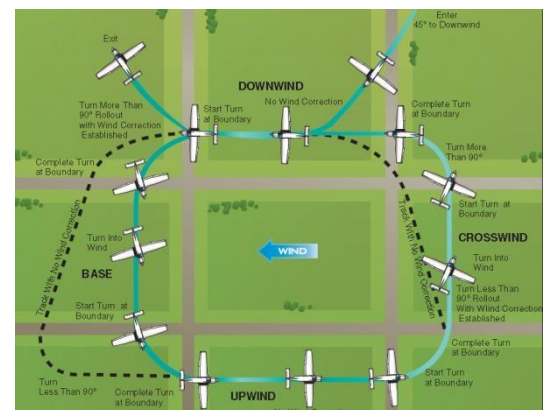 Enter
45° to Downwind
Exit
DOWNWIND
Start Turn
at Boundary
No Wind Correction
Complete Turn
at Boundary
Turn More Than
90° Rollout
with Wind Correction
Established
Turn More
Than 90°
Complete Turn
at Boundary
Start Turn at
Boundary
Track With No Wind Correction
Track With No Wind Correction
Turn Into
Wind
BASE
WIND
CROSSWIND
Turn Into
Wind
Turn Less Than
90° Rollout
With Wind Correction
Established
Start Turn at
Boundary
Complete Turn
at Boundary
Turn
Less Than 90°
Complete Turn
at Boundary
UPWIND
Start Turn
at Boundary
No Wind Correction